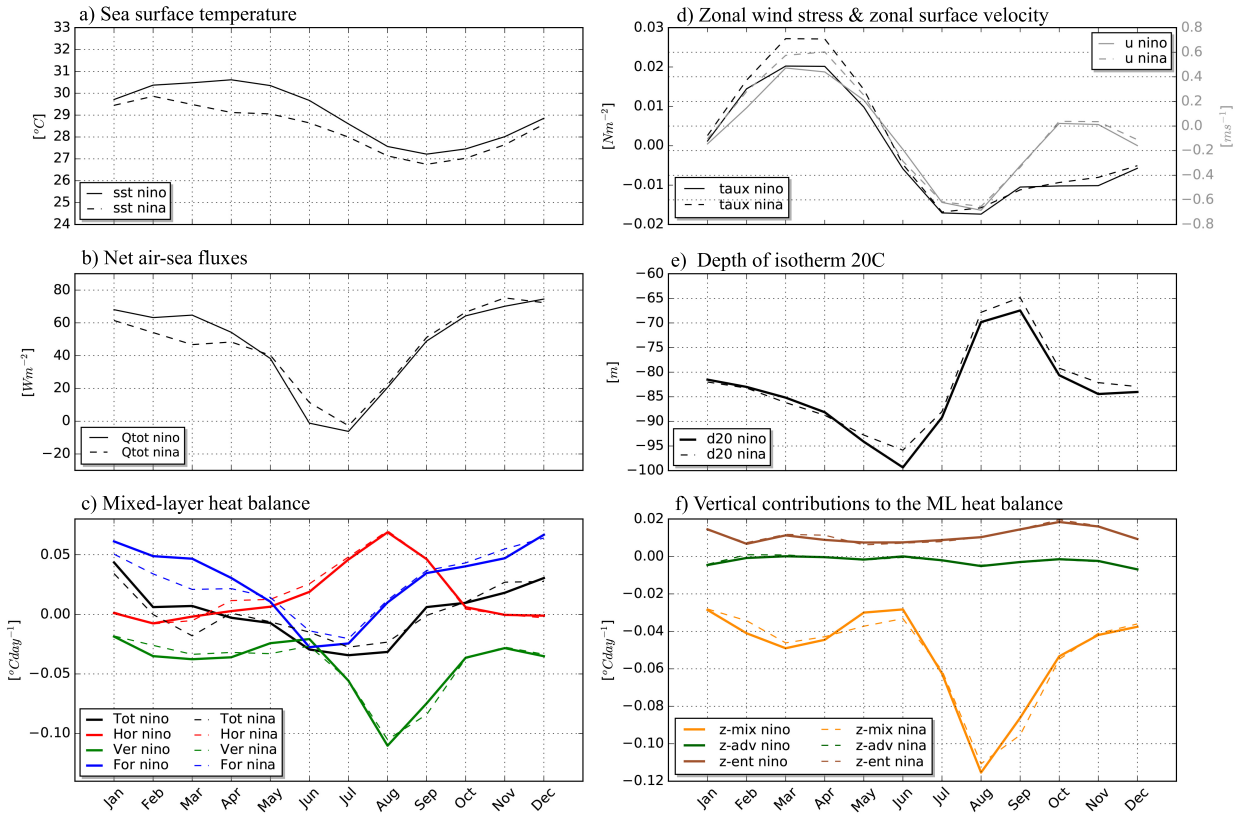 a) Sea surface temperature
33
32
31
30
29
28
27
26
25
24
[°C]
sst nino
sst nina
d) Zonal wind stress & zonal surface velocity
0.03
0.02
0.01
0.00
−0.01
−0.02
[Nm⁻²]
0.8
0.6
0.4
0.2
0.0
−0.2
−0.4
−0.6
−0.8
[ms⁻¹]
u nino
u nina
taux nino
taux nina
b) Net air-sea fluxes
80
60
40
20
0
−20
[Wm⁻²]
Qtot nino
Qtot nina
e) Depth of isotherm 20C
−60
−65
−70
−75
−80
−85
−90
−95
−100
[m]
d20 nino
d20 nina
c) Mixed-layer heat balance
0.05
0.00
−0.05
−0.10
[°Cday⁻¹]
Tot nino Tot nina
Hor nino Hor nina
Ver nino Ver nina
For nino For nina
Jan Feb Mar Apr May Jun Jul Aug Sep Oct Nov Dec
f) Vertical contributions to the ML heat balance
0.02
0.00
−0.02
−0.04
−0.06
−0.08
−0.10
−0.12
[°Cday⁻¹]
z-mix nino z-mix nina
z-adv nino z-adv nina
z-ent nino z-ent nina
Jan Feb Mar Apr May Jun Jul Aug Sep Oct Nov Dec